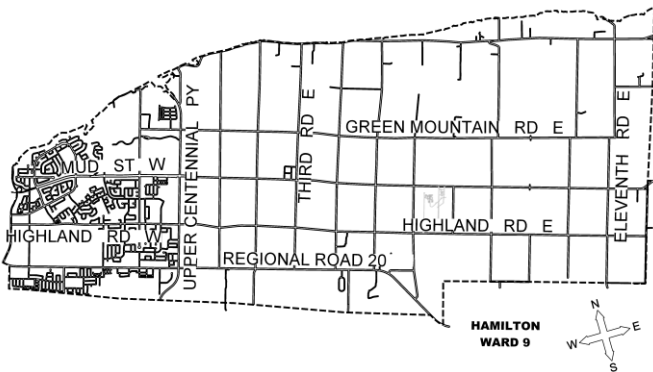 GREEN MOUNTAIN RD E
MUD ST W
UPPER CENTENNIAL PY
THIRD RD E
ELEVENTH RD E
HIGHLAND RD W
HIGHLAND RD E
REGIONAL ROAD 20
HAMILTON
WARD 9
N
W E
S